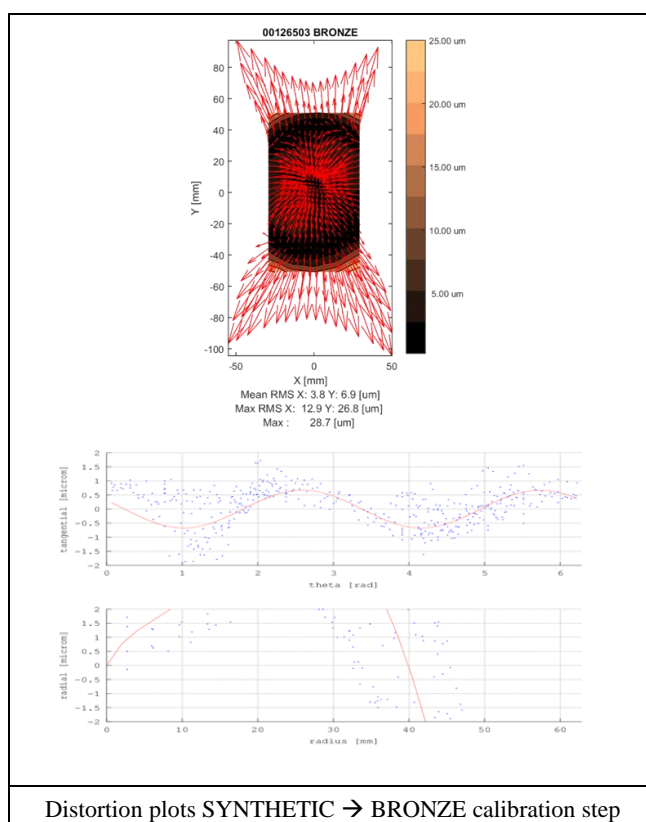 00126503 BRONZE
25.00 um
80
60
20.00 um
40
20
15.00 um
0
-20
10.00 um
-40
-60
5.00 um
-80
-100
Y [mm]
-50 0 50
X [mm]
Mean RMS X: 3.8 Y: 6.9 [um]
Max RMS X: 12.9 Y: 26.8 [um]
Max : 28.7 [um]
tangential [microm]
2
1.5
1
0.5
0
-0.5
-1
-1.5
-2
0 1 2 3 4 5 6
theta [rad]
radial [microm]
2
1.5
1
0.5
0
-0.5
-1
-1.5
-2
0 10 20 30 40 50 60
radius [mm]
Distortion plots SYNTHETIC → BRONZE calibration step